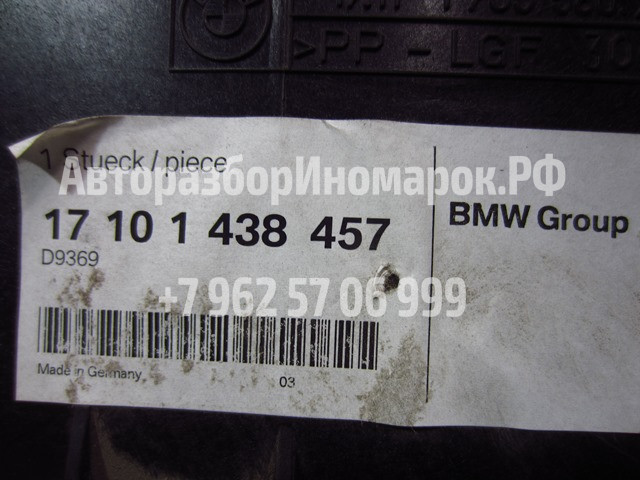 >PP-LGF 30
1 Stueck / piece
АвторазборИномарок.РФ
17 10 1 438 457
BMW Group
D9369
+7 962 57 06 999
Made in Germany
03